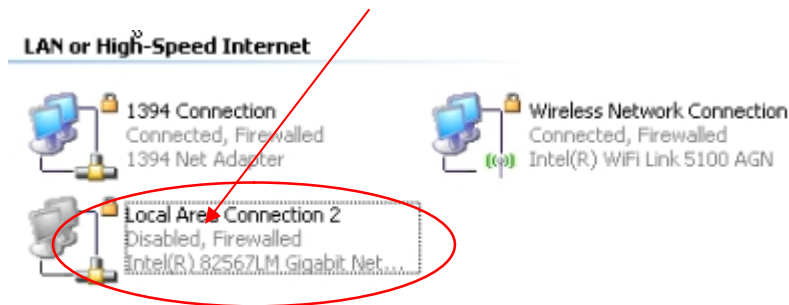 LAN or High-Speed Internet
1394 Connection
Connected, Firewalled
1394 Net Adapter
Wireless Network Connection
Connected, Firewalled
Intel(R) WiFi Link 5100 AGN
Local Area Connection 2
Disabled, Firewalled
Intel(R) 82567LM Gigabit Net...